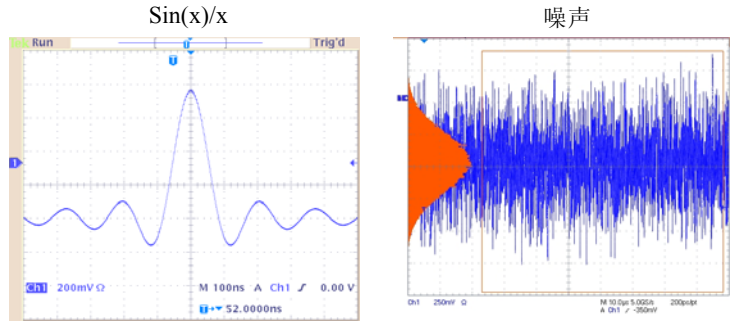 Sin(x)/x
噪声
Run
Trig'd
T
T
1
Ch1 200mV Ω M 100ns A Ch1 ∫ 0.00 V
T→▼ 52.0000ns
Ch1 250mV Ω M 10.0µs 5.0GS/s 200ps/pt
A Ch1 ∕ -350mV